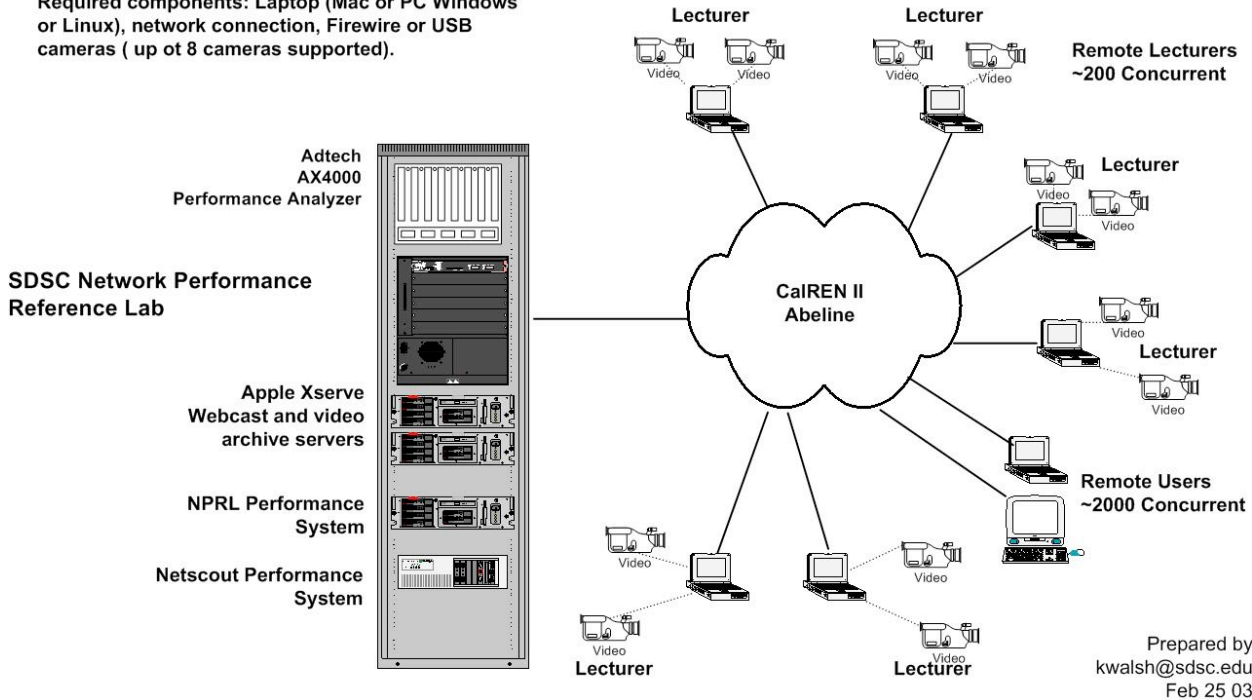 Required components: Laptop (Mac or PC Windows
or Linux), network connection, Firewire or USB
cameras ( up ot 8 cameras supported).
Lecturer
Video
Video
Lecturer
Video
Video
Remote Lecturers
~200 Concurrent
Adtech
AX4000
Performance Analyzer
Lecturer
Video
Video
SDSC Network Performance
Reference Lab
CalREN II
Abeline
Video
Lecturer
Video
Apple Xserve
Webcast and video
archive servers
Remote Users
~2000 Concurrent
NPRL Performance
System
Netscout Performance
System
Video
Video
Lecturer
Video
Video
Lecturer
Prepared by
kwalsh@sdsc.edu
Feb 25 03